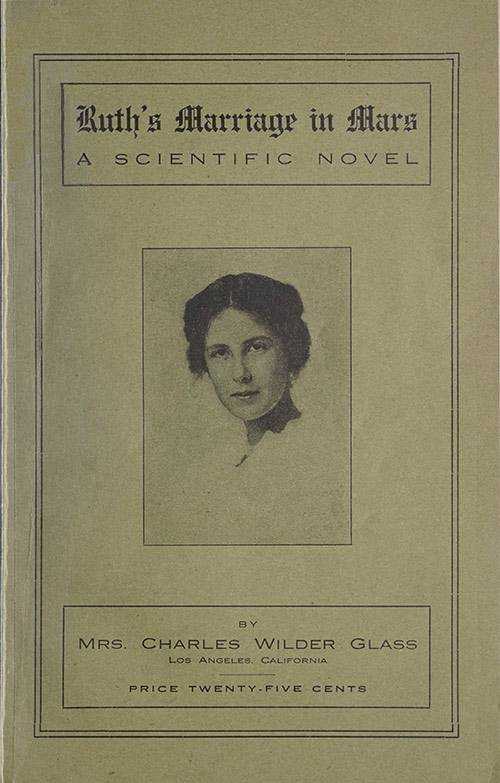 Ruth's Marriage in Mars
A SCIENTIFIC NOVEL
BY
MRS. CHARLES WILDER GLASS
LOS ANGELES, CALIFORNIA
PRICE TWENTY-FIVE CENTS